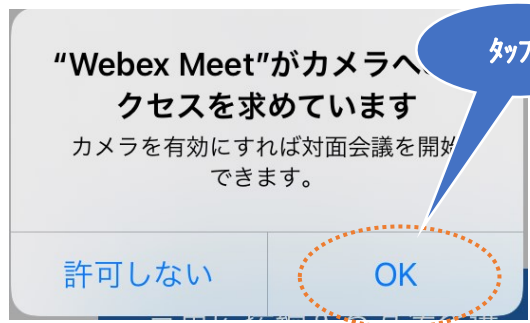 “Webex Meet”がカメラへ
クセスを求めています
カメラを有効にすれば対面会議を開始
できます。
タップ
許可しない
OK